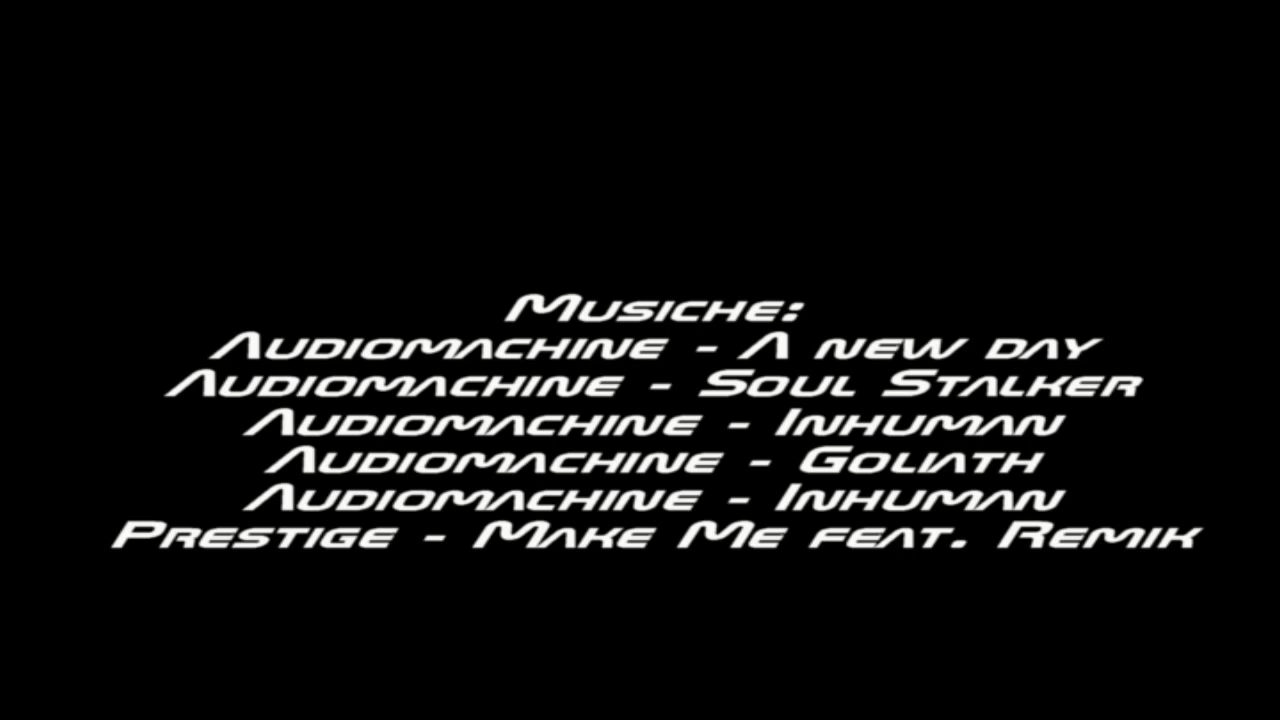 Musiche:
Audiomachine - A new day
Audiomachine - Soul Stalker
Audiomachine - Inhuman
Audiomachine - Goliath
Audiomachine - Inhuman
Prestige - Make Me feat. Remik